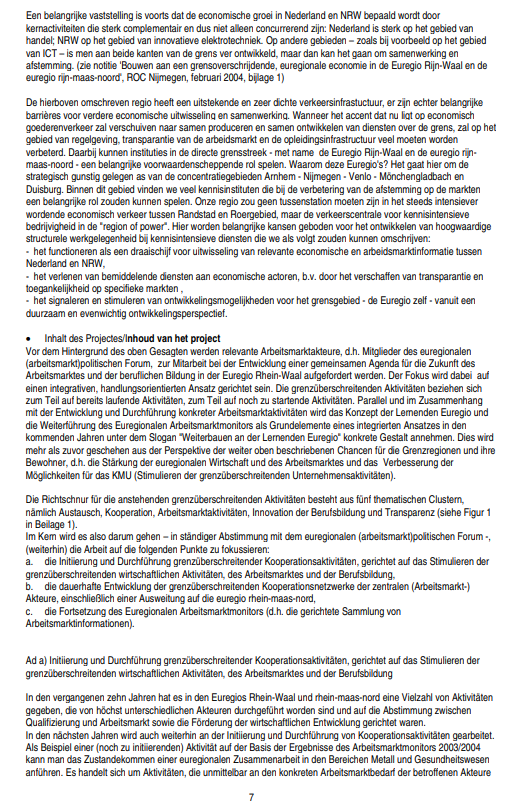 Een belangrijke vaststelling is voorts dat de economische groei in Nederland en NRW bepaald wordt door
kernactiviteiten die sterk complementair en dus niet alleen concurrerend zijn: Nederland is sterk op het gebied van
handel; NRW op het gebied van innovatieve elektrotechniek. Op andere gebieden – zoals bij voorbeeld op het gebied
van ICT – is men aan beide kanten van de grens ver ontwikkeld, maar dan kan het gaan om samenwerking en
afstemming. (zie notitie 'Bouwen aan een grensoverschrijdende, euregionale economie in de Euregio Rijn-Waal en de
euregio rijn-maas-noord', ROC Nijmegen, februari 2004, bijlage 1)
De hierboven omschreven regio heeft een uitstekende en zeer dichte verkeersinfrastuctuur, er zijn echter belangrijke
barrières voor verdere economische uitwisseling en samenwerking. Wanneer het accent dat nu ligt op economisch
goederenverkeer zal verschuiven naar samen produceren en samen ontwikkelen van diensten over de grens, zal op het
gebied van regelgeving, transparantie van de arbeidsmarkt en de opleidingsinfrastructuur veel moeten worden
verbeterd. Daarbij kunnen instituties in de directe grensstreek - met name de Euregio Rijn-Waal en de euregio rijn-
maas-noord - een belangrijke voorwaardenscheppende rol spelen. Waarom deze Euregio's? Het gaat hier om de
strategisch gunstig gelegen as van de concentratiegebieden Arnhem - Nijmegen - Venlo - Mönchengladbach en
Duisburg. Binnen dit gebied vinden we veel kennisinstituten die bij de verbetering van de afstemming op de markten
een belangrijke rol zouden kunnen spelen. Onze regio zou geen tussenstation moeten zijn in het steeds intensiever
wordende economisch verkeer tussen Randstad en Roergebied, maar de verkeerscentrale voor kennisintensieve
bedrijvigheid in de "region of power". Hier worden belangrijke kansen geboden voor het ontwikkelen van hoogwaardige
structurele werkgelegenheid bij kennisintensieve diensten die we als volgt zouden kunnen omschrijven:
- het functioneren als een draaischijf voor uitwisseling van relevante economische en arbeidsmarkt informatie tussen
Nederland en NRW,
- het verlenen van bemiddelende diensten aan economische actoren, b.v. door het verschaffen van transparantie en
toegankelijkheid op specifieke markten ,
- het signaleren en stimuleren van ontwikkelingsmogelijkheden voor het grensgebied - de Euregio zelf - vanuit een
duurzaam en evenwichtig ontwikkelingsperspectief.
• Inhalt des Projectes/Inhoud van het project
Vor dem Hintergrund des oben Gesagten werden relevante Arbeitsmarktakteure, d.h. Mitglieder des euregionalen
(arbeitsmarkt)politischen Forum, zur Mitarbeit bei der Entwicklung einer gemeinsamen Agenda für die Zukunft des
Arbeitsmarktes und der beruflichen Bildung in der Euregio Rhein-Waal aufgefordert werden. Der Fokus wird dabei auf
einen integrativen, handlungsorientierten Ansatz gerichtet sein. Die grenzüberschreitenden Aktivitäten beziehen sich
zum Teil auf bereits laufende Aktivitäten, zum Teil auf noch zu startende Aktivitäten. Parallel und im Zusammenhang
mit der Entwicklung und Durchführung konkreter Arbeitsmarktaktivitäten wird das Konzept der Lernenden Euregio und
die Weiterführung des Euregionalen Arbeitsmarktmonitors als Grundelemente eines integrierten Ansatzes in den
kommenden Jahren unter dem Slogan "Weiterbauen an der Lernenden Euregio" konkrete Gestalt annehmen. Dies wird
mehr als zuvor geschehen aus der Perspektive der weiter oben beschriebenen Chancen für die Grenzregionen und ihre
Bewohner, d.h. die Stärkung der euregionalen Wirtschaft und des Arbeitsmarktes und das Verbesserung der
Möglichkeiten für das KMU (Stimulieren der grenzüberschreitenden Unternehmensaktivitäten).
Die Richtschnur für die anstehenden grenzüberschreitenden Aktivitäten besteht aus fünf thematischen Clustern,
nämlich Austausch, Kooperation, Arbeitsmarktaktivitäten, Innovation der Berufsbildung und Transparenz (siehe Figur 1
in Beilage 1).
Im Kern wird es also darum gehen – in ständiger Abstimmung mit dem euregionalen (arbeitsmarkt)politischen Forum -,
(weiterhin) die Arbeit auf die folgenden Punkte zu fokussieren:
a. die Initiierung und Durchführung grenzüberschreitender Kooperationsaktivitäten, gerichtet auf das Stimulieren der
grenzüberschreitenden wirtschaftlichen Aktivitäten, des Arbeitsmarktes und der Berufsbildung,
b. die dauerhafte Entwicklung der grenzüberschreitenden Kooperationsnetzwerke der zentralen (Arbeitsmarkt-)
Akteure, einschließlich einer Ausweitung auf die euregio rhein-maas-nord,
c. die Fortsetzung des Euregionalen Arbeitsmarktmonitors (d.h. die gerichtete Sammlung von
Arbeitsmarktinformationen).
Ad a) Initiierung und Durchführung grenzüberschreitender Kooperationsaktivitäten, gerichtet auf das Stimulieren der
grenzüberschreitenden wirtschaftlichen Aktivitäten, des Arbeitsmarktes und der Berufsbildung
In den vergangenen zehn Jahren hat es in den Euregios Rhein-Waal und rhein-maas-nord eine Vielzahl von Aktivitäten
gegeben, die von höchst unterschiedlichen Akteuren durchgeführt worden sind und auf die Abstimmung zwischen
Qualifizierung und Arbeitsmarkt sowie die Förderung der wirtschaftlichen Entwicklung gerichtet waren.
In den nächsten Jahren wird auch weiterhin an der Initiierung und Durchführung von Kooperationsaktivitäten gearbeitet.
Als Beispiel einer (noch zu initiierenden) Aktivität auf der Basis der Ergebnisse des Arbeitsmarktmonitors 2003/2004
kann man das Zustandekommen einer euregionalen Zusammenarbeit in den Bereichen Metall und Gesundheitswesen
anführen. Es handelt sich um Aktivitäten, die unmittelbar an den konkreten Arbeitsmarktbedarf der betroffenen Akteure
7